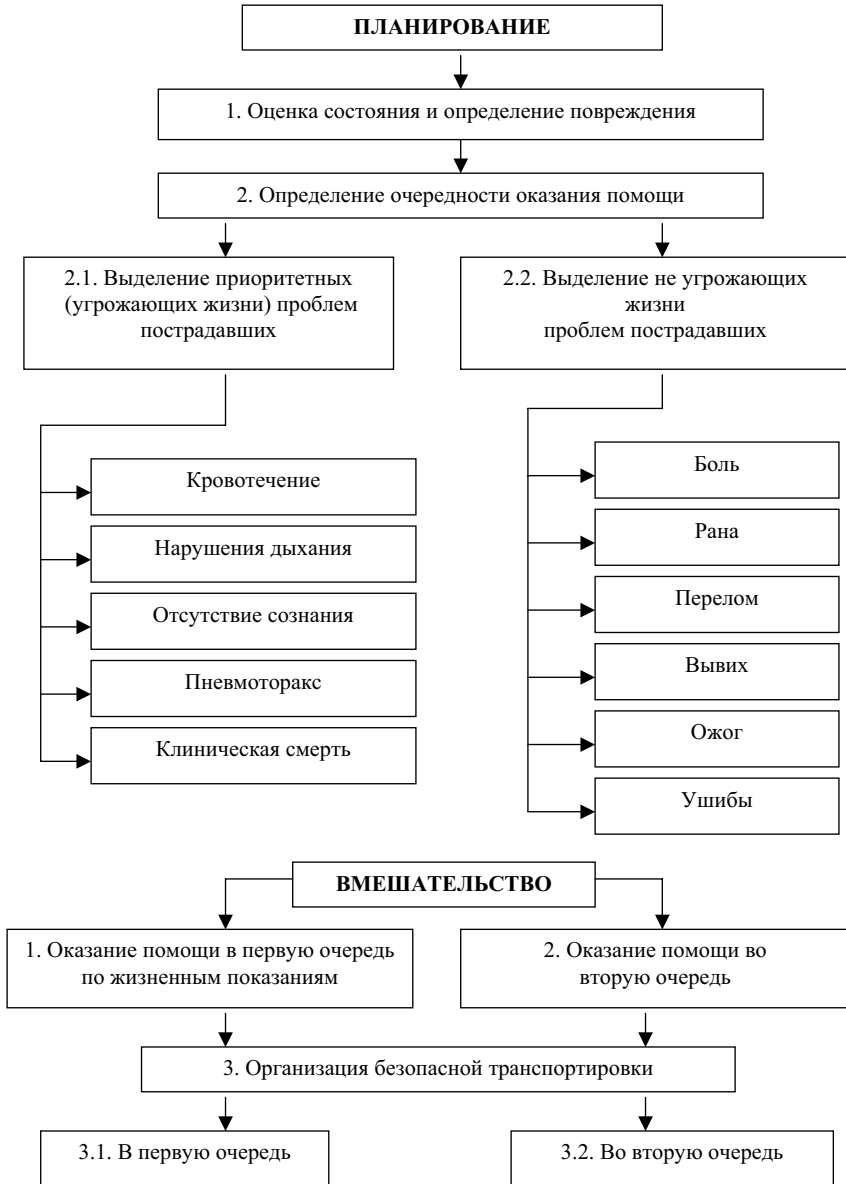 ПЛАНИРОВАНИЕ
1. Оценка состояния и определение повреждения
2. Определение очередности оказания помощи
2.1. Выделение приоритетных
(угрожающих жизни) проблем
пострадавших
2.2. Выделение не угрожающих
жизни
проблем пострадавших
Кровотечение
Нарушения дыхания
Отсутствие сознания
Пневмоторакс
Клиническая смерть
Боль
Рана
Перелом
Вывих
Ожог
Ушибы
ВМЕШАТЕЛЬСТВО
1. Оказание помощи в первую очередь
по жизненным показаниям
2. Оказание помощи во
вторую очередь
3. Организация безопасной транспортировки
3.1. В первую очередь
3.2. Во вторую очередь